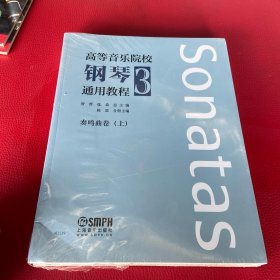 高等音乐院校
钢琴3
通用教程
奏鸣曲卷（上）
Sonatas
SMPH
上海音乐出版社